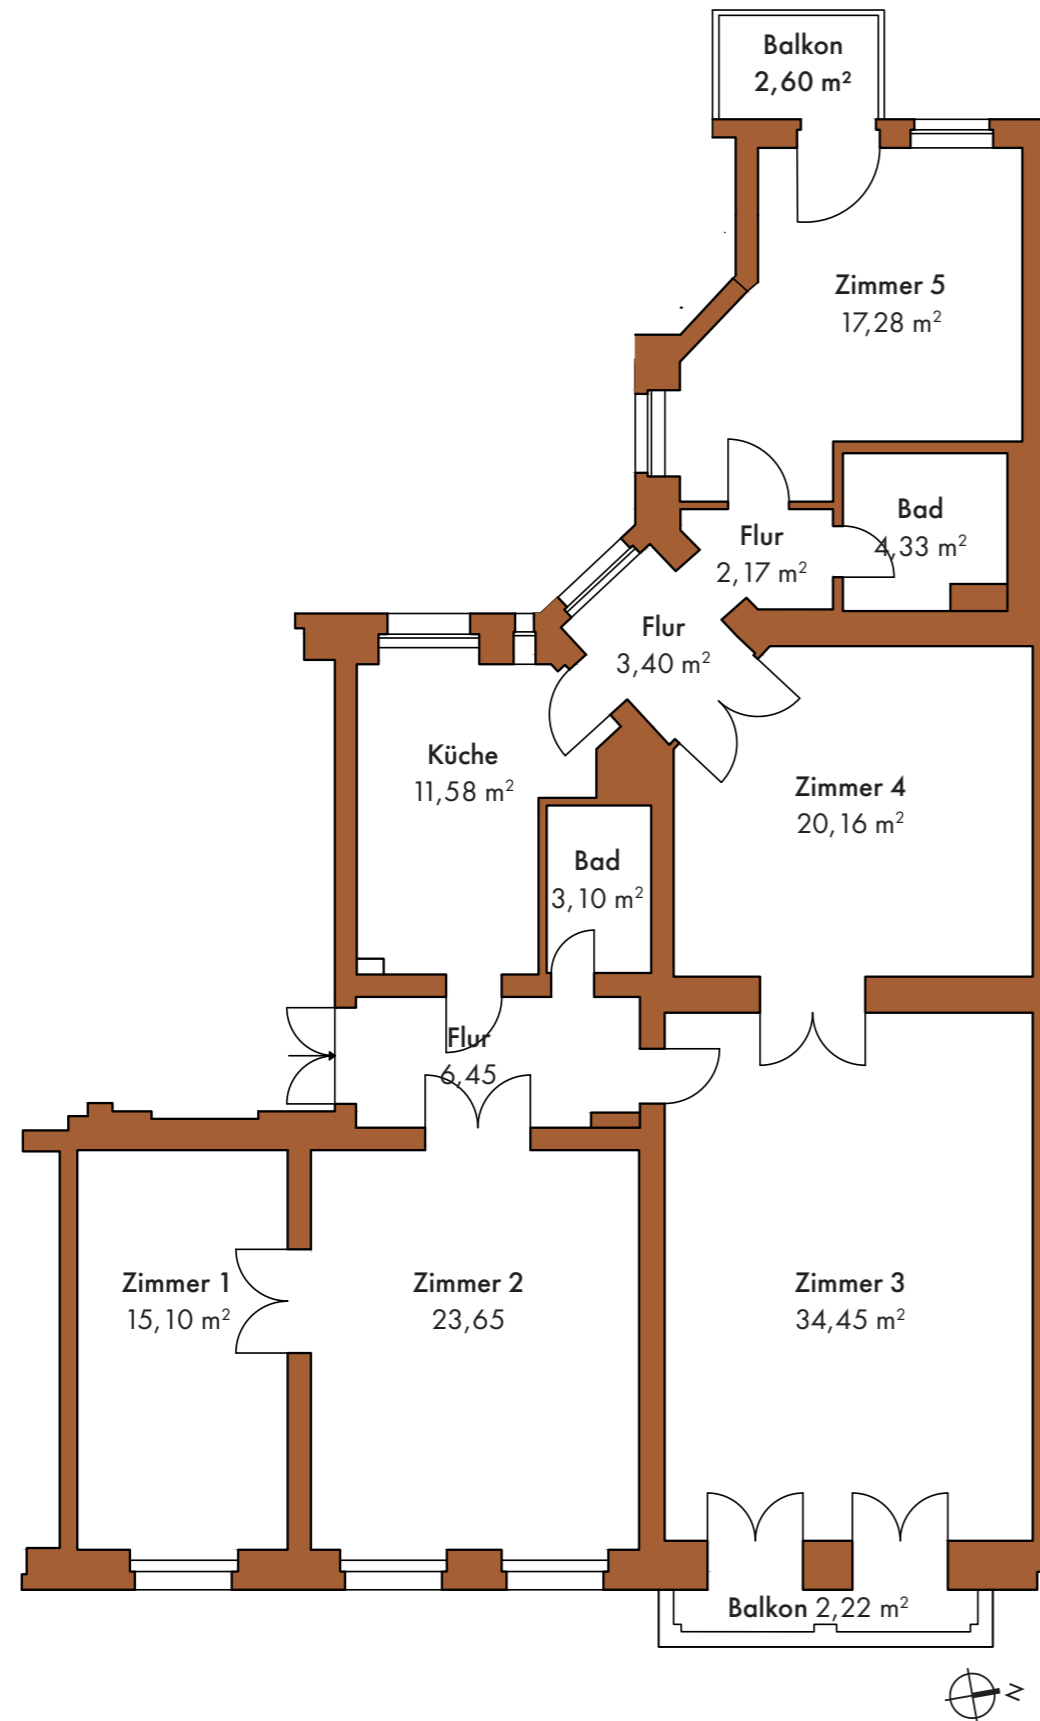 Balkon
2,60 m²
Zimmer 5
17,28 m²
Bad
4,33 m²
Flur
2,17 m²
Flur
3,40 m²
Küche
11,58 m²
Zimmer 4
20,16 m²
Bad
3,10 m²
Flur
6,45
Zimmer 1
15,10 m²
Zimmer 2
23,65
Zimmer 3
34,45 m²
Balkon 2,22 m²
N